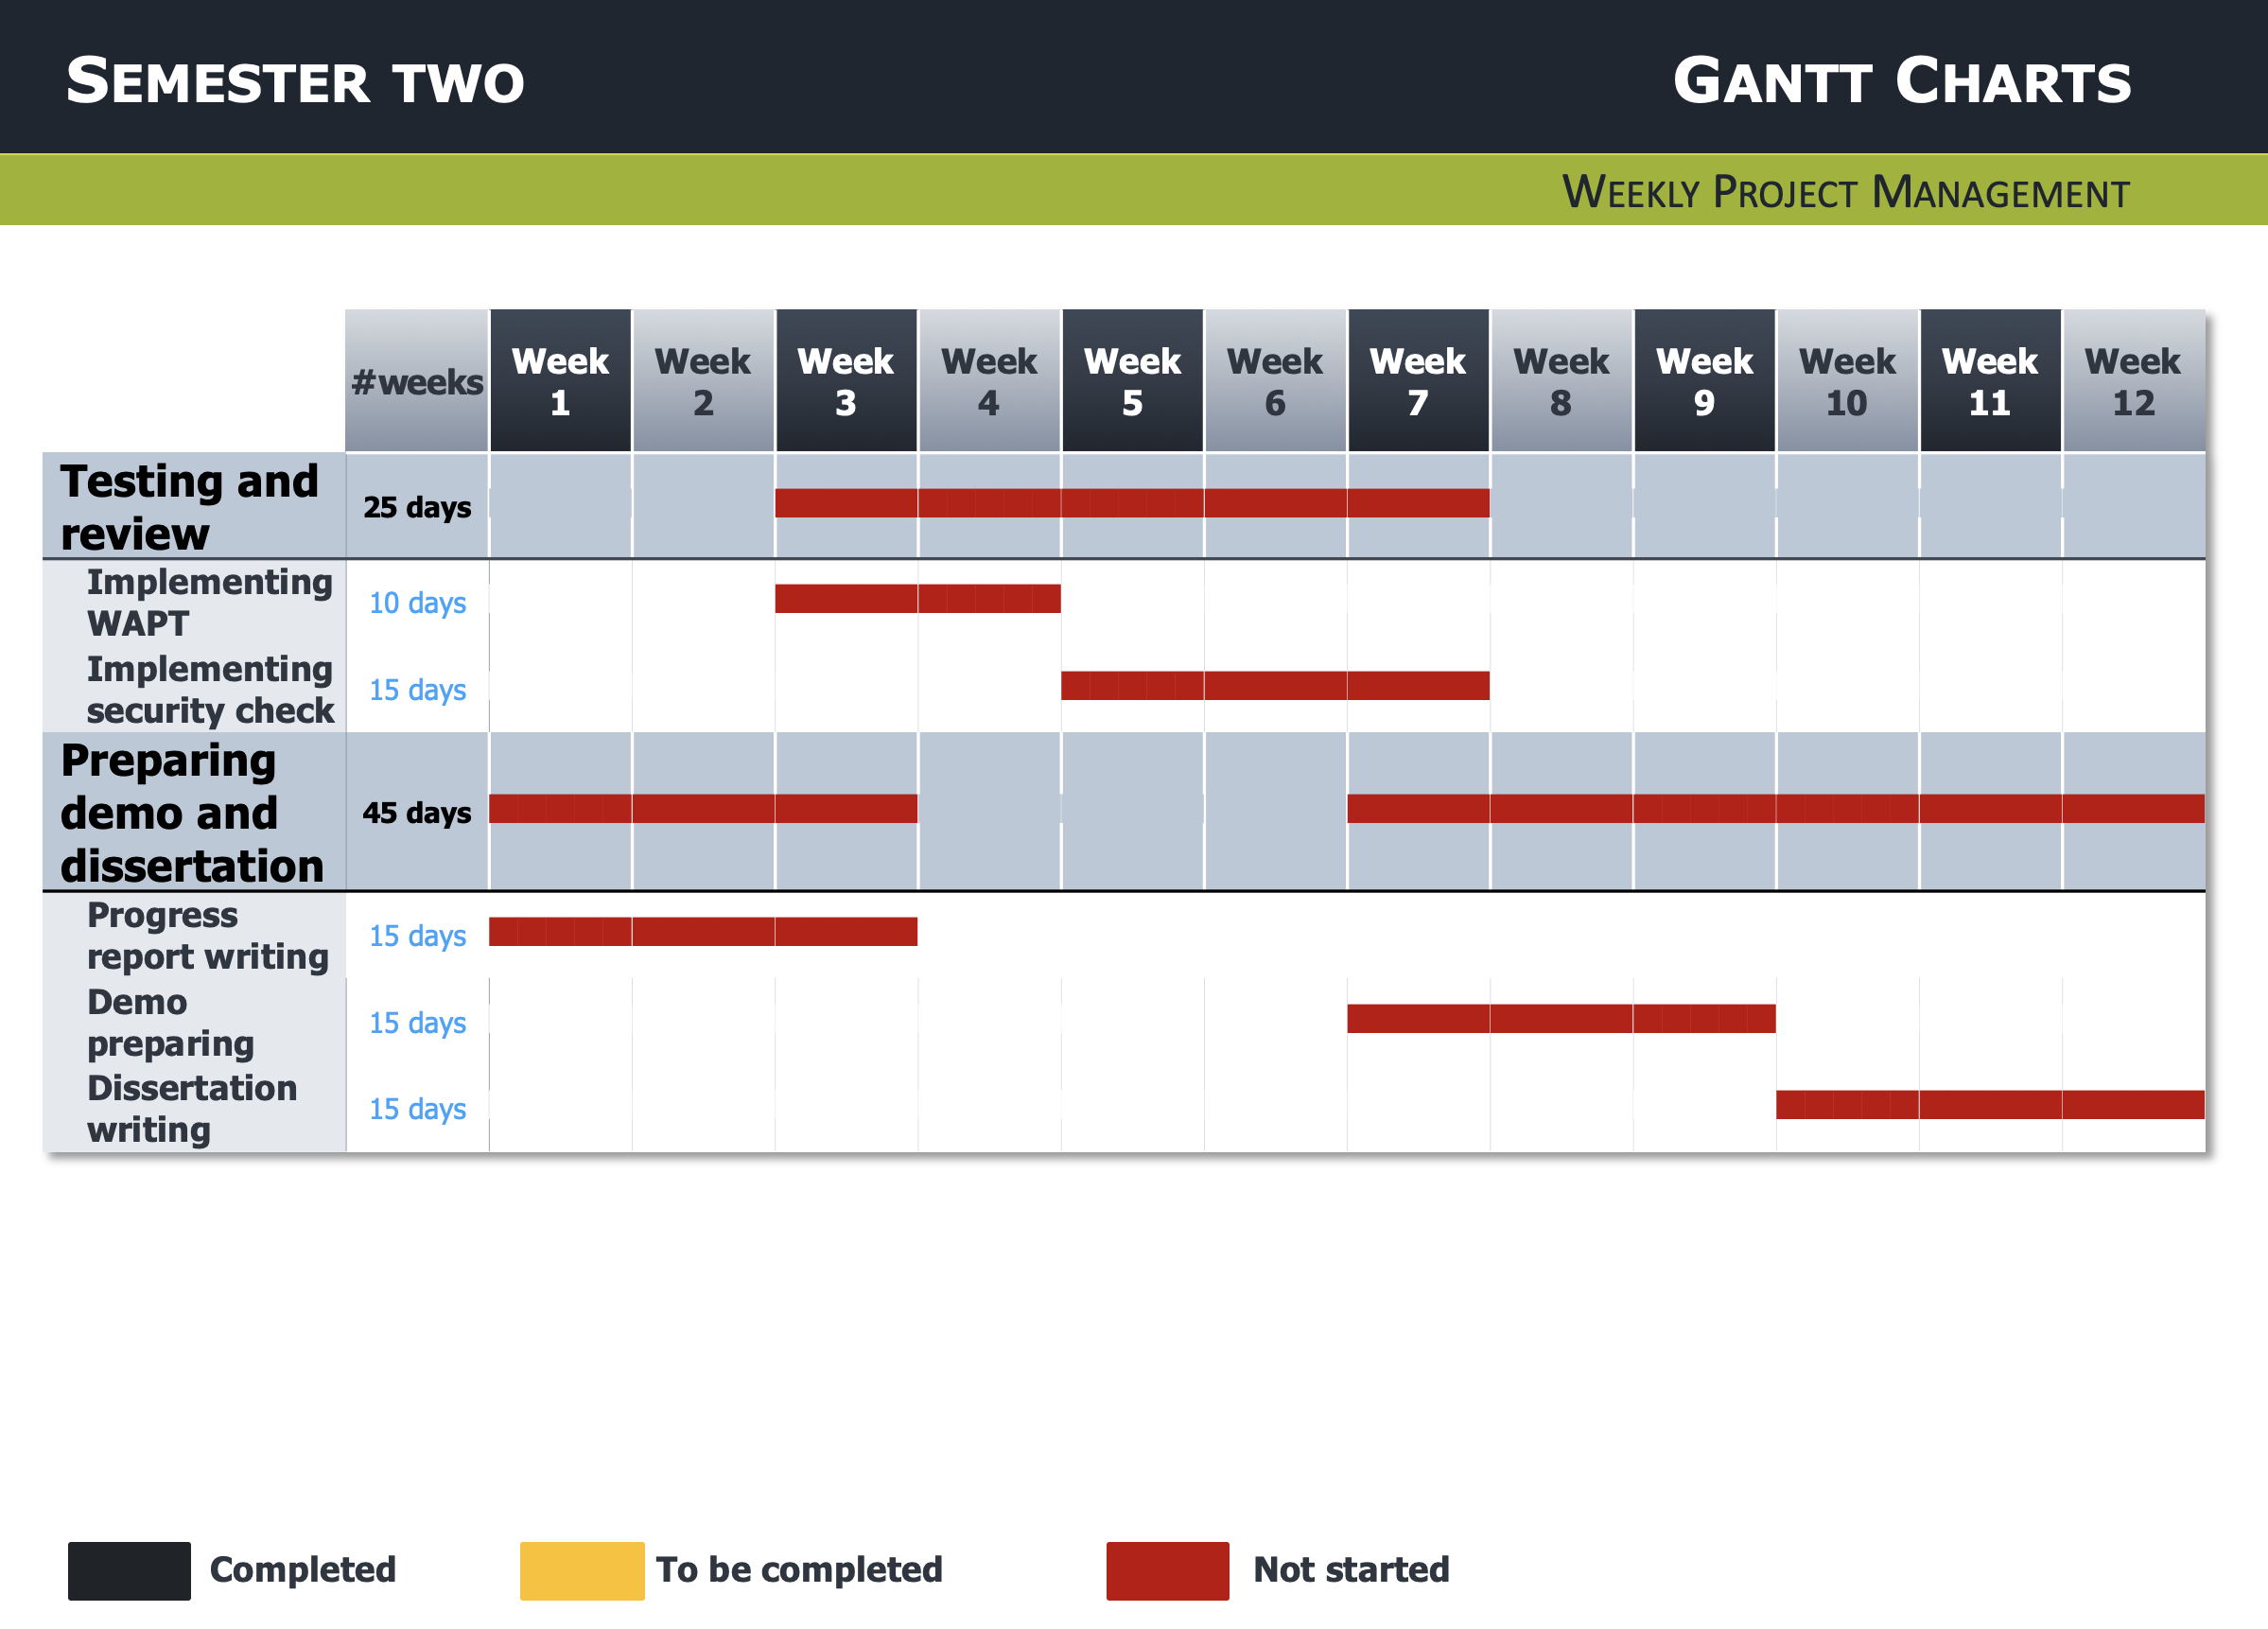 SEMESTER TWO
GANTT CHARTS
WEEKLY PROJECT MANAGEMENT
#weeks Week 1 Week 2 Week 3 Week 4 Week 5 Week 6 Week 7 Week 8 Week 9 Week 10 Week 11 Week 12
Testing and
review
25 days
Implementing
WAPT
10 days
Implementing
security check
15 days
Preparing
demo and
dissertation
45 days
Progress
report writing
15 days
Demo
preparing
15 days
Dissertation
writing
15 days
Completed
To be completed
Not started